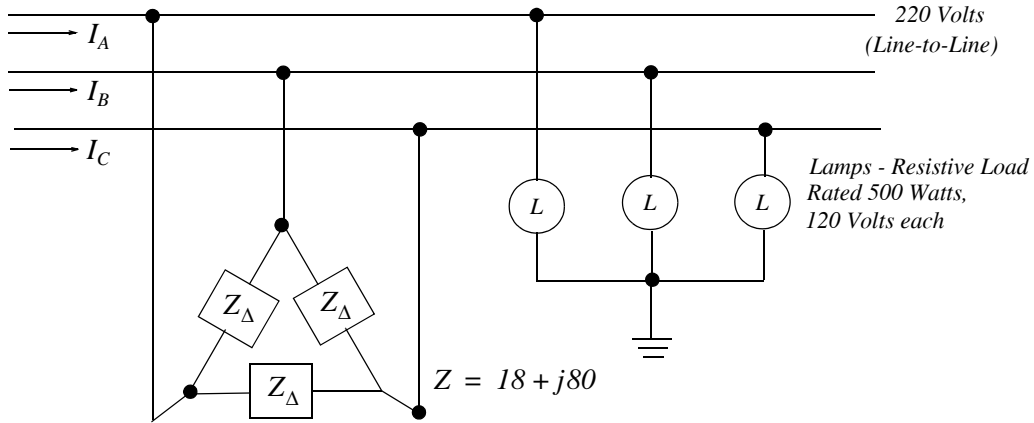 220 Volts
(Line-to-Line)
I_A
I_B
I_C
Lamps - Resistive Load
Rated 500 Watts,
120 Volts each
L
L
L
Z_Δ
Z_Δ
Z_Δ
Z = 18 + j80